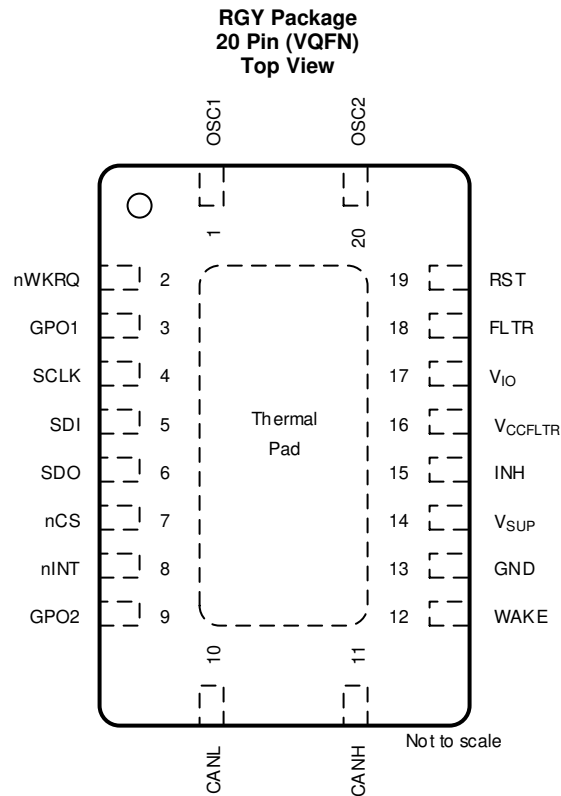 RGY Package
20 Pin (VQFN)
Top View
OSC1
OSC2
1
20
nWKRQ 2
19 RST
GPO1 3
18 FLTR
SCLK 4
17 VIO
SDI 5
16 VCCFLTR
SDO 6
15 INH
nCS 7
14 VSUP
nINT 8
13 GND
GPO2 9
12 WAKE
Thermal
Pad
10
11
CANL
CANH
Not to scale